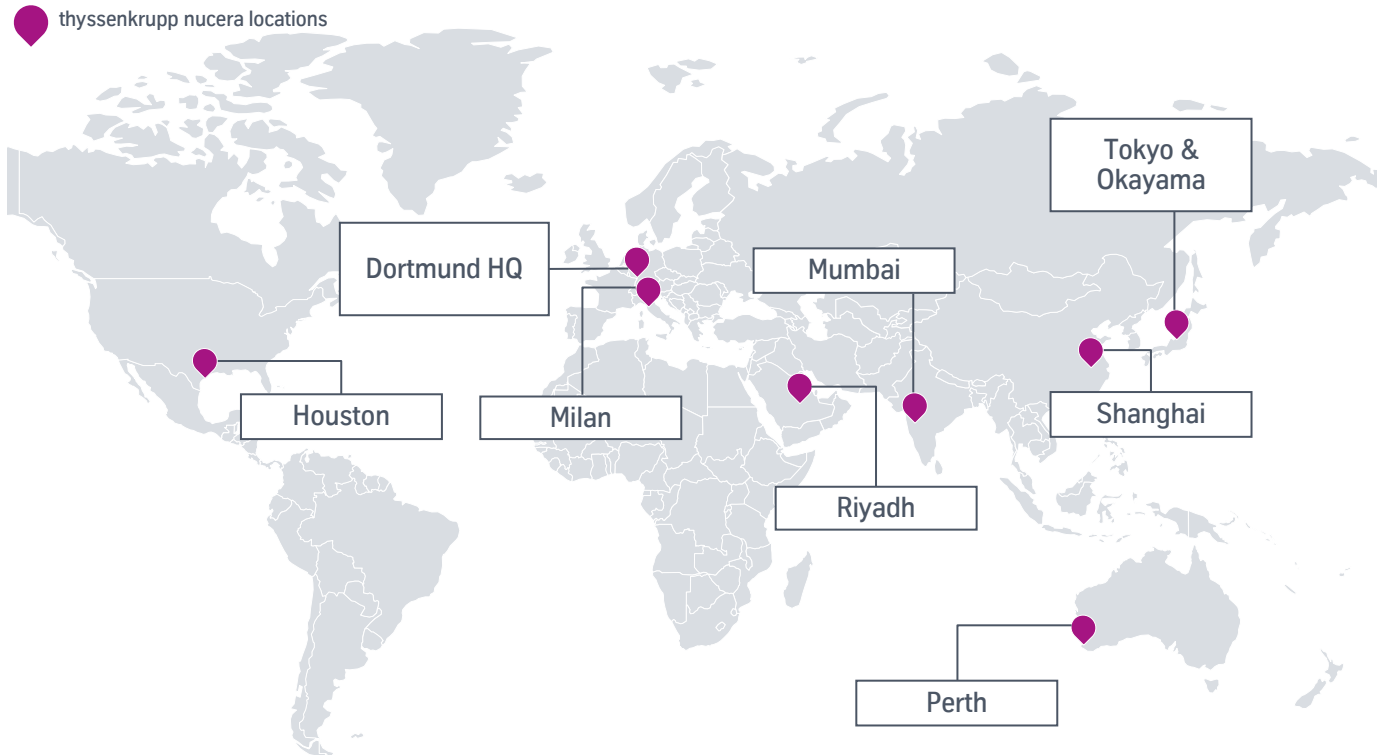 thyssenkrupp nucera locations
Tokyo &
Okayama
Dortmund HQ
Mumbai
Houston
Milan
Shanghai
Riyadh
Perth